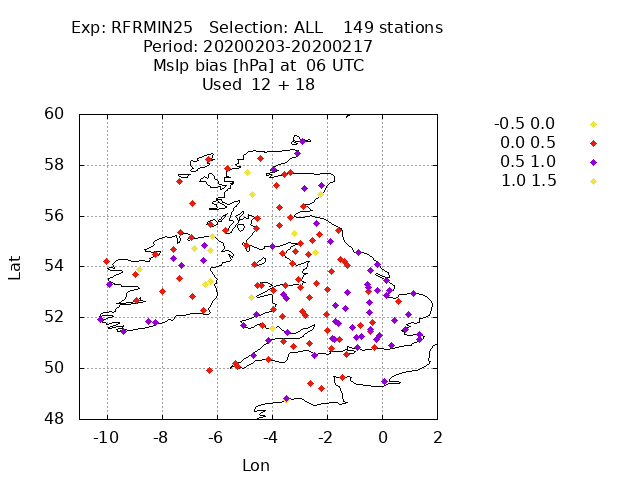 Exp: RFRMIN25   Selection: ALL    149 stations
Period: 20200203-20200217
Mslp bias [hPa] at  06 UTC
Used  12 + 18
-0.5 0.0
0.0 0.5
0.5 1.0
1.0 1.5
60
58
56
54
52
50
48
Lat
-10 -8 -6 -4 -2 0 2
Lon